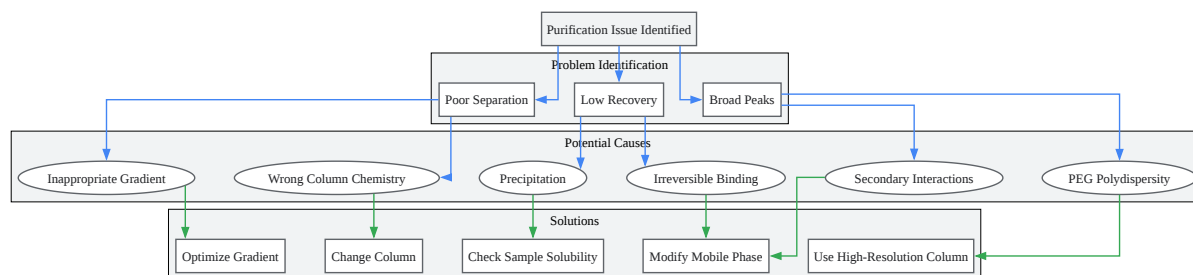 Purification Issue Identified
Problem Identification
Poor Separation
Low Recovery
Broad Peaks
Potential Causes
Inappropriate Gradient
Wrong Column Chemistry
Precipitation
Irreversible Binding
Secondary Interactions
PEG Polydispersity
Solutions
Optimize Gradient
Change Column
Check Sample Solubility
Modify Mobile Phase
Use High-Resolution Column